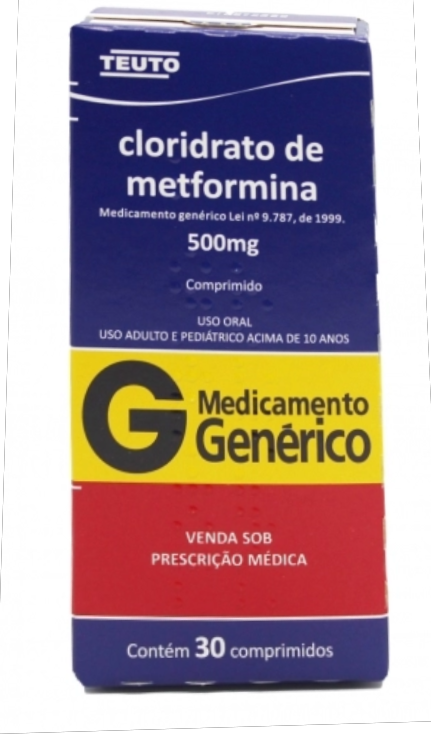 TEUTO
cloridrato de
metformina
Medicamento genérico Lei nº 9.787, de 1999.
500mg
Comprimido
USO ORAL
USO ADULTO E PEDIÁTRICO ACIMA DE 10 ANOS
G Medicamento
Genérico
VENDA SOB
PRESCRIÇÃO MÉDICA
Contém 30 comprimidos